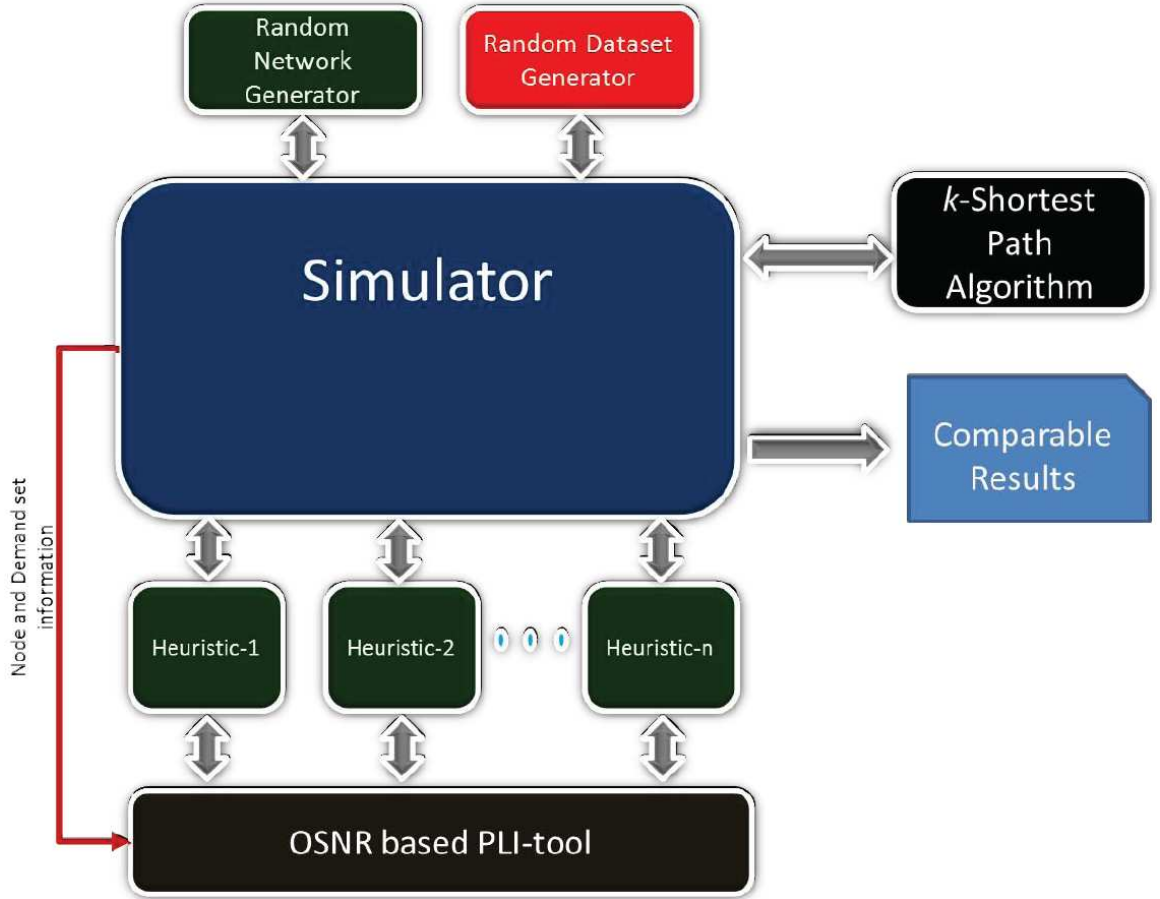 Random
Network
Generator
Random Dataset
Generator
Simulator
k-Shortest
Path
Algorithm
Comparable
Results
Node and Demand set
information
Heuristic-1
Heuristic-2
Heuristic-n
OSNR based PLI-tool